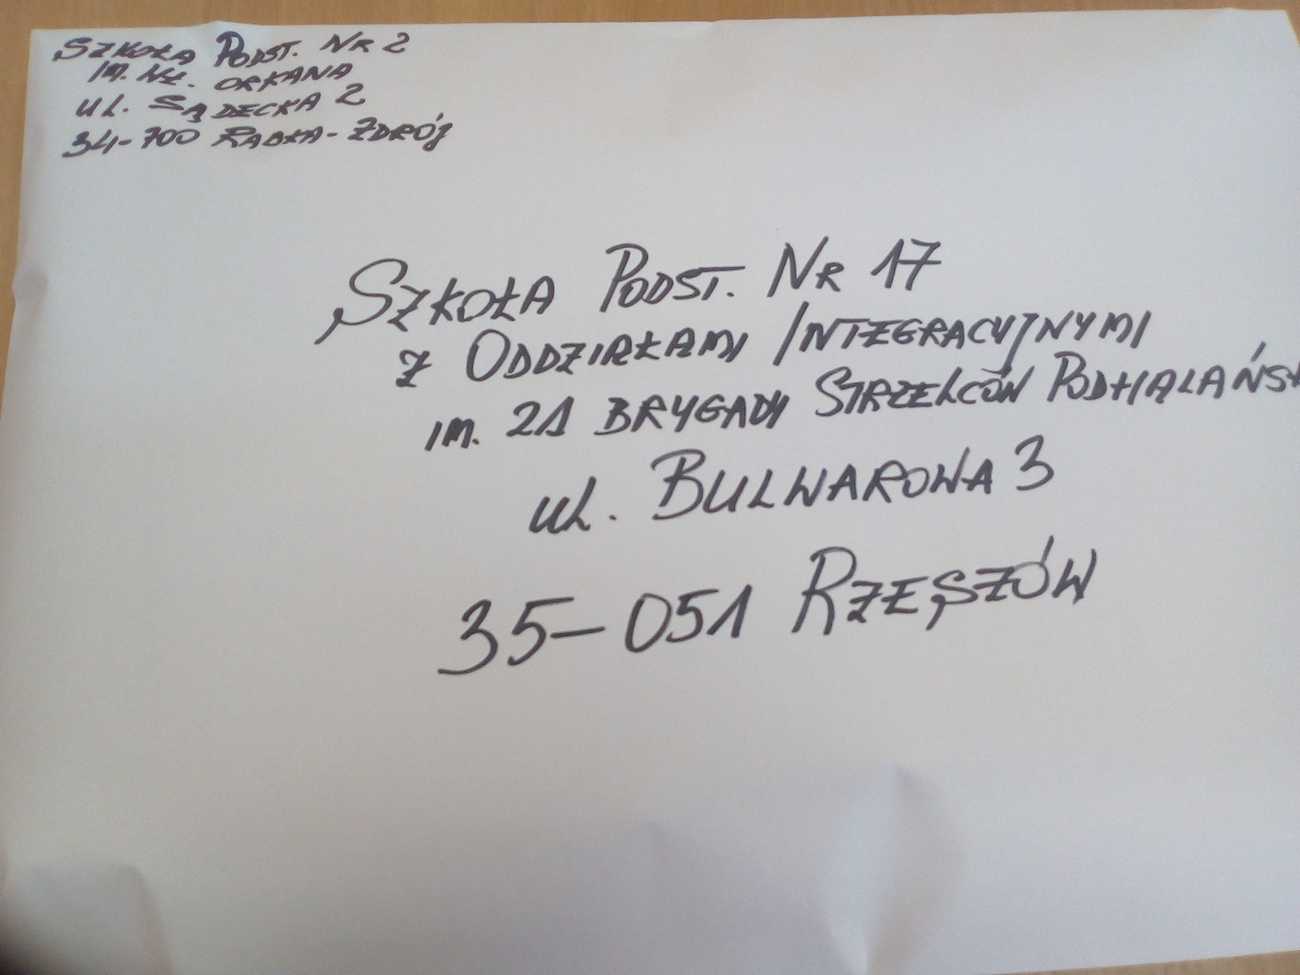 Szkoła Podst. Nr 2
im. Wł. Orkana
ul. Sądecka 2
34-700 Rabka-Zdrój
Szkoła Podst. Nr 17
z Oddziałami Integracyjnymi
im. 21 Brygady Strzelców Podhalańsk
ul. Bulwarowa 3
35-051 Rzeszów